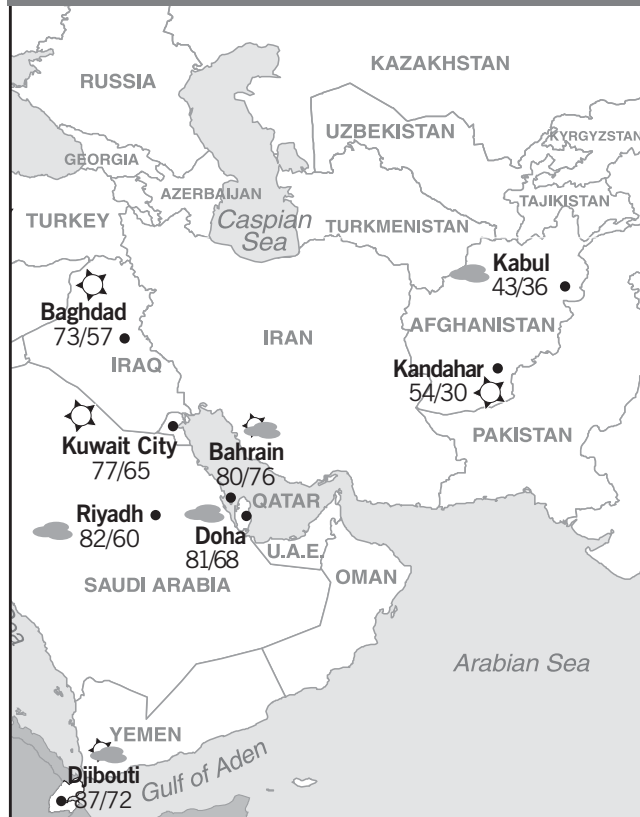 KAZAKHSTAN
RUSSIA
UZBEKISTAN
KYRGYZSTAN
GEORGIA
AZERBAIJAN
TAJIKISTAN
TURKEY
Caspian
Sea
TURKMENISTAN
Kabul
43/36
Baghdad
73/57
IRAQ
IRAN
AFGHANISTAN
Kandahar
54/30
PAKISTAN
Kuwait City
77/65
Bahrain
80/76
QATAR
Riyadh
82/60
Doha
81/68
U.A.E.
OMAN
SAUDI ARABIA
Arabian Sea
YEMEN
Gulf of Aden
Djibouti
87/72